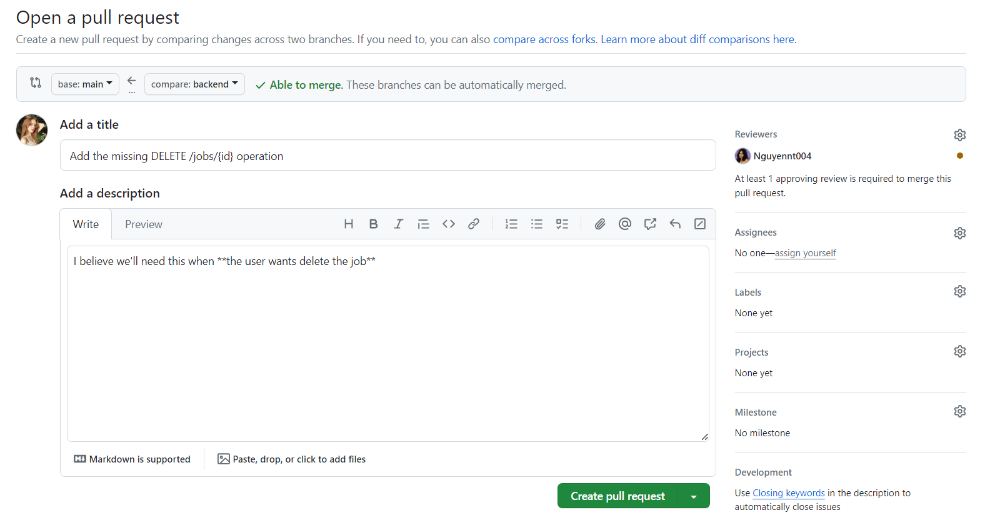 Open a pull request
Create a new pull request by comparing changes across two branches. If you need to, you can also compare across forks. Learn more about diff comparisons here.
base: main
...
compare: backend
Able to merge. These branches can be automatically merged.
Add a title
Add the missing DELETE /jobs/{id} operation
Add a description
Write
Preview
I believe we'll need this when **the user wants delete the job**
Markdown is supported
Paste, drop, or click to add files
Create pull request
Reviewers
Nguyennt004
At least 1 approving review is required to merge this
pull request.
Assignees
No one—assign yourself
Labels
None yet
Projects
None yet
Milestone
No milestone
Development
Use Closing keywords in the description to
automatically close issues